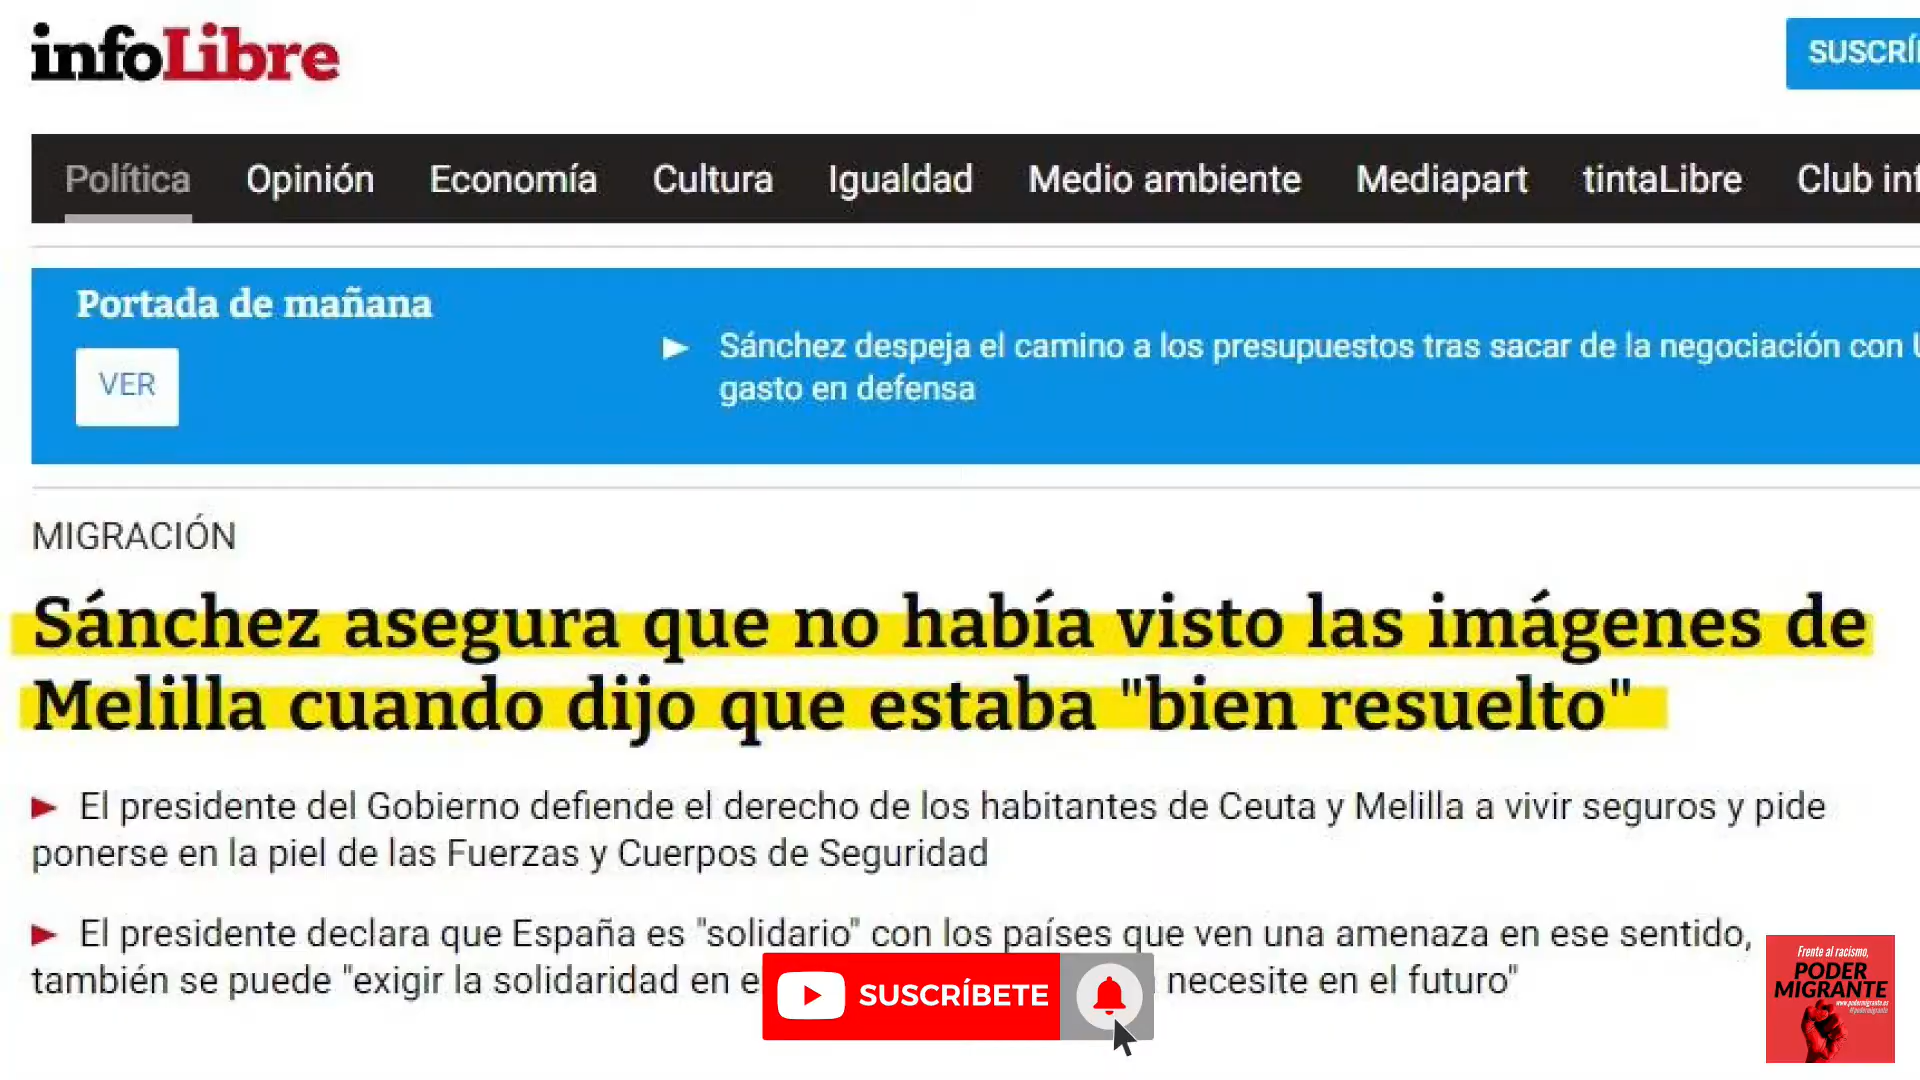 infoLibre
SUSCRÍ
Política Opinión Economía Cultura Igualdad Medio ambiente Mediapart tintaLibre Club inf
Portada de mañana
VER
Sánchez despeja el camino a los presupuestos tras sacar de la negociación con U
gasto en defensa
MIGRACIÓN
Sánchez asegura que no había visto las imágenes de
Melilla cuando dijo que estaba "bien resuelto"
El presidente del Gobierno defiende el derecho de los habitantes de Ceuta y Melilla a vivir seguros y pide
ponerse en la piel de las Fuerzas y Cuerpos de Seguridad
El presidente declara que España es "solidario" con los países que ven una amenaza en ese sentido,
también se puede "exigir la solidaridad en e necesite en el futuro"
SUSCRÍBETE
Frente al racismo,
PODER
MIGRANTE
www.podermigrante.es
#podermigrante